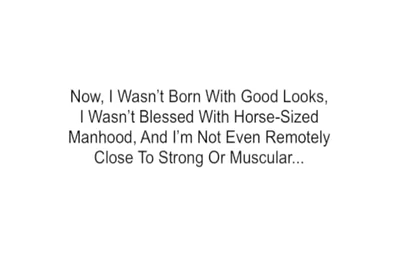 Now, I Wasn’t Born With Good Looks,
I Wasn’t Blessed With Horse-Sized
Manhood, And I’m Not Even Remotely
Close To Strong Or Muscular...